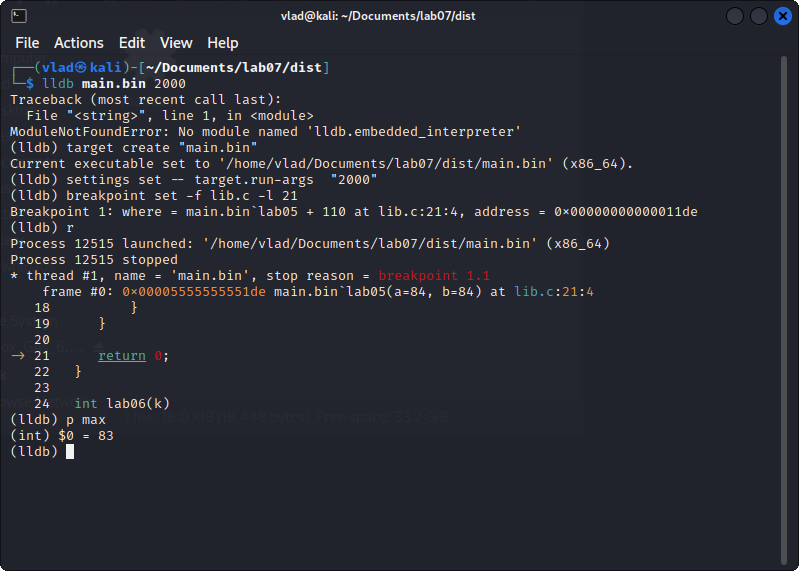 vlad@kali: ~/Documents/lab07/dist
File Actions Edit View Help
┌──(vlad㉿kali)-[~/Documents/lab07/dist]
└─$ lldb main.bin 2000
Traceback (most recent call last):
  File "<string>", line 1, in <module>
ModuleNotFoundError: No module named 'lldb.embedded_interpreter'
(lldb) target create "main.bin"
Current executable set to '/home/vlad/Documents/lab07/dist/main.bin' (x86_64).
(lldb) settings set -- target.run-args  "2000"
(lldb) breakpoint set -f lib.c -l 21
Breakpoint 1: where = main.bin`lab05 + 110 at lib.c:21:4, address = 0x00000000000011de
(lldb) r
Process 12515 launched: '/home/vlad/Documents/lab07/dist/main.bin' (x86_64)
Process 12515 stopped
* thread #1, name = 'main.bin', stop reason = breakpoint 1.1
    frame #0: 0x00005555555551de main.bin`lab05(a=84, b=84) at lib.c:21:4
   18          }
   19      }
   20
-> 21      return 0;
   22   }
   23
   24   int lab06(k)
(lldb) p max
(int) $0 = 83
(lldb)